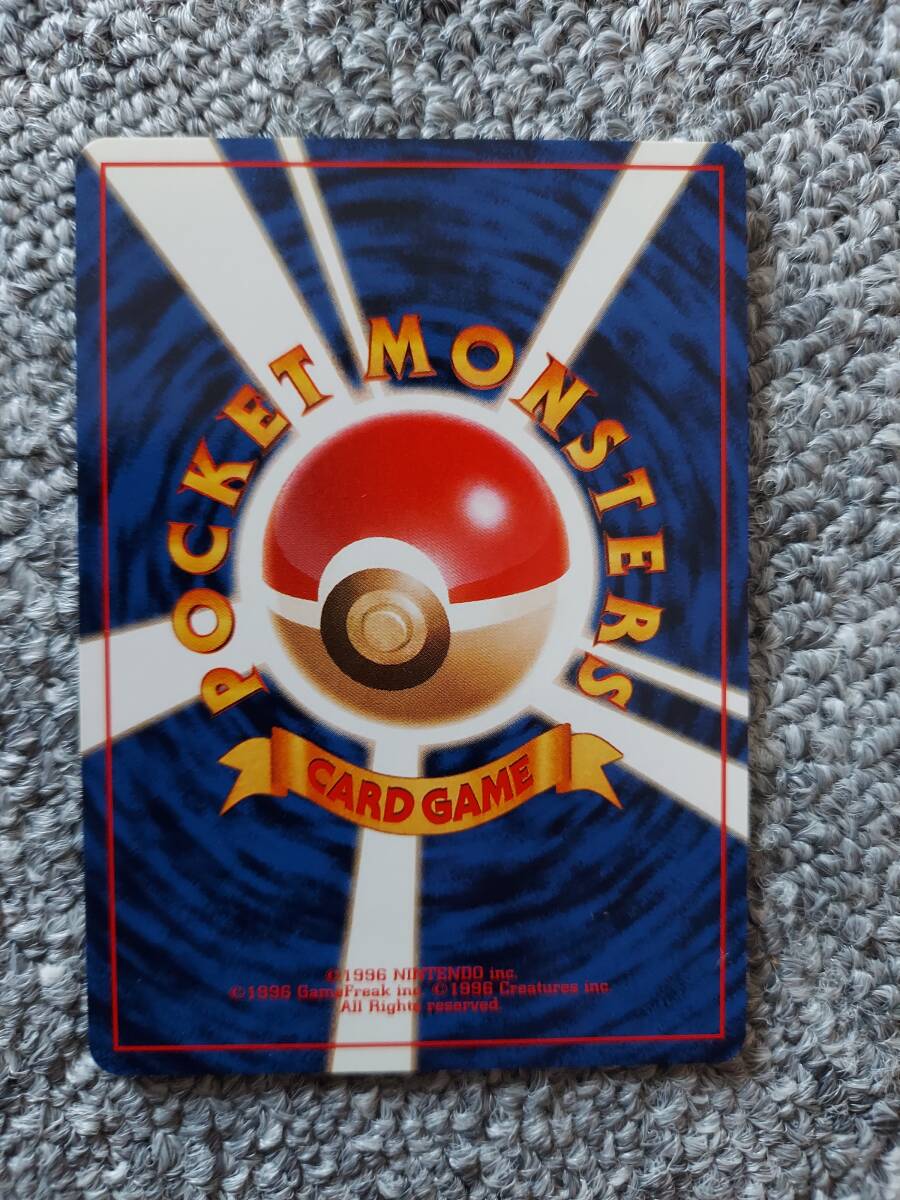 POCKET MONSTERS
CARD GAME
©1996 NINTENDO inc.
©1996 GameFreak inc. ©1996 Creatures inc.
All Rights reserved.